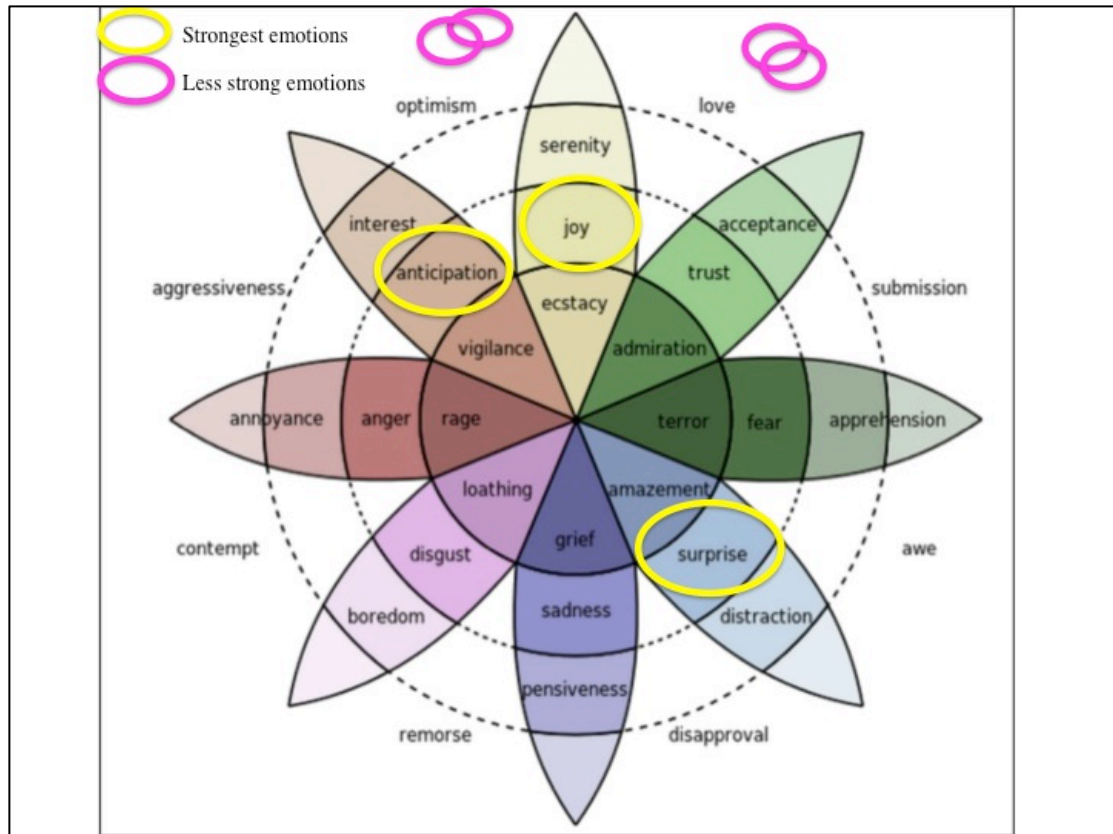 Strongest emotions
Less strong emotions
optimism
love
serenity
interest
joy
acceptance
anticipation
trust
aggressiveness
submission
ecstacy
vigilance
admiration
annoyance
anger
rage
terror
fear
apprehension
loathing
amazement
contempt
disgust
grief
surprise
awe
boredom
sadness
distraction
pensiveness
remorse
disapproval